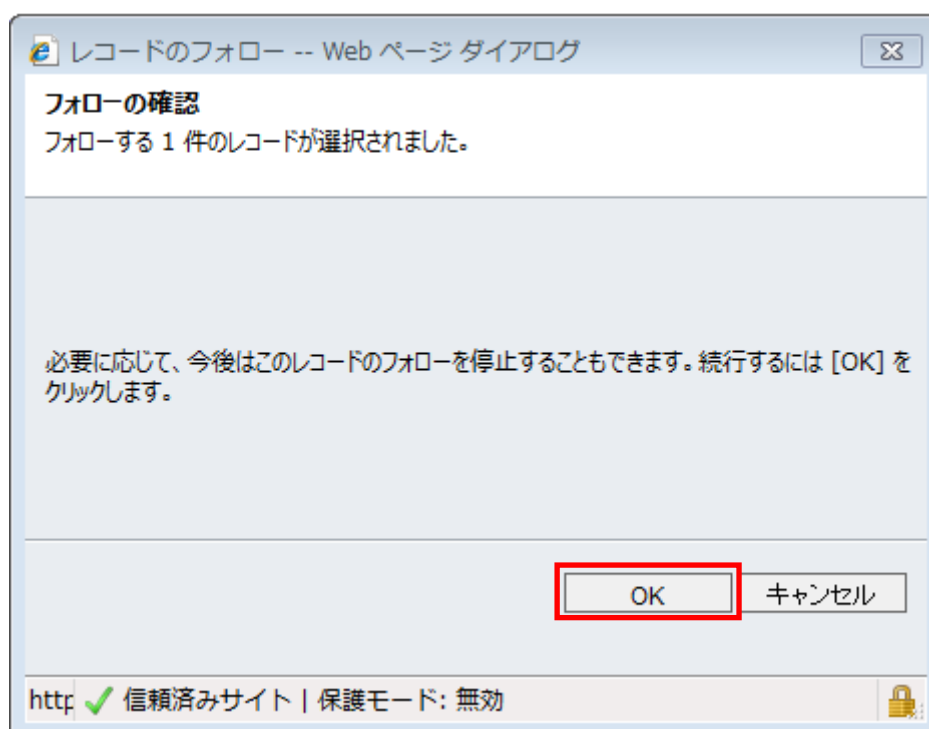 レコードのフォロー -- Web ページ ダイアログ
フォローの確認
フォローする 1 件のレコードが選択されました。
必要に応じて、今後はこのレコードのフォローを停止することもできます。続行するには [OK] を
クリックします。
OK キャンセル
http 信頼済みサイト | 保護モード: 無効